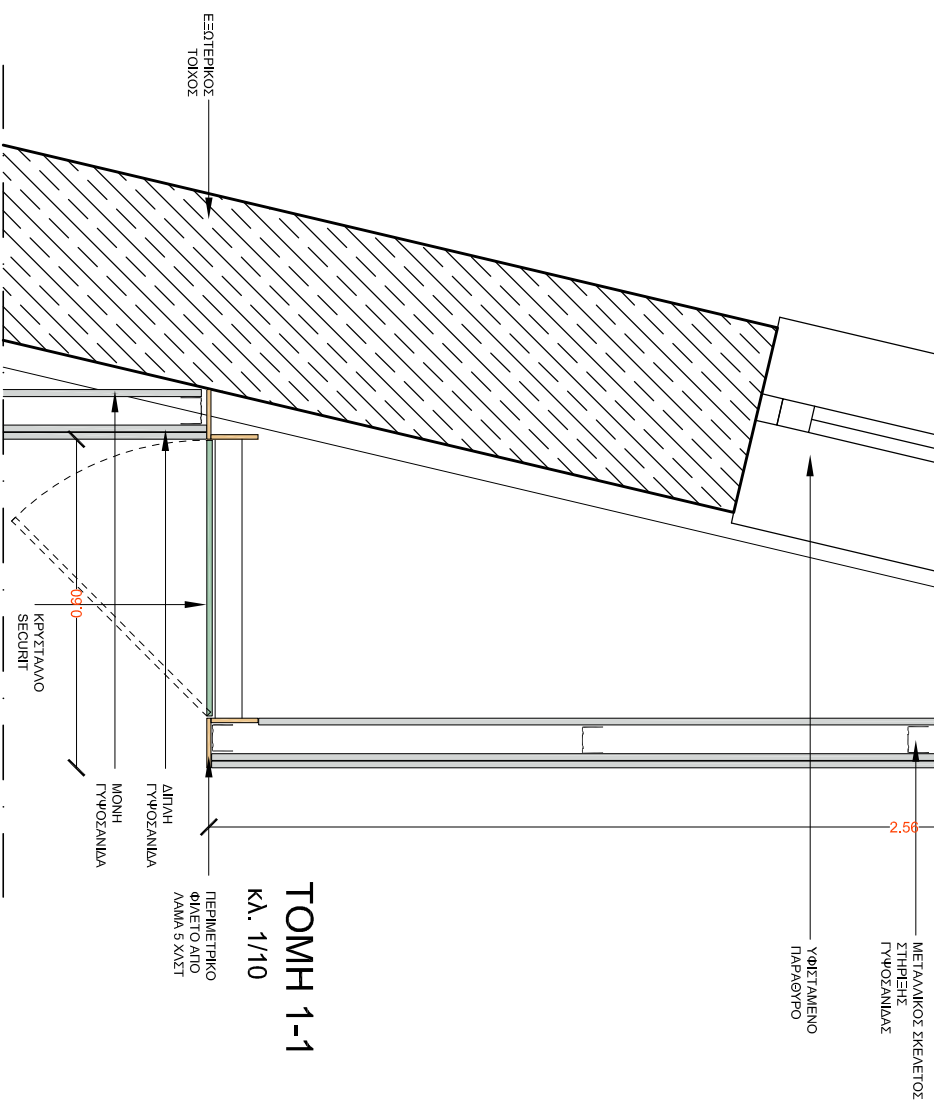 ΜΕΤΑΛΛΙΚΟΣ ΣΚΕΛΕΤΟΣ
ΣΤΗΡΙΞΗΣ
ΓΥΨΟΣΑΝΙΔΑΣ
2.56
ΥΦΙΣΤΑΜΕΝΟ
ΠΑΡΑΘΥΡΟ
ΤΟΜΗ 1-1
κλ. 1/10
ΕΞΩΤΕΡΙΚΟΣ
ΤΟΙΧΟΣ
ΠΕΡΙΜΕΤΡΙΚΟ
ΦΙΛΕΤΟ ΑΠΟ
ΛΑΜΑ 5 ΧΛΣΤ
ΔΙΠΛΗ
ΓΥΨΟΣΑΝΙΔΑ
ΜΟΝΗ
ΓΥΨΟΣΑΝΙΔΑ
0.60
ΚΡΥΣΤΑΛΛΟ
SECURIT